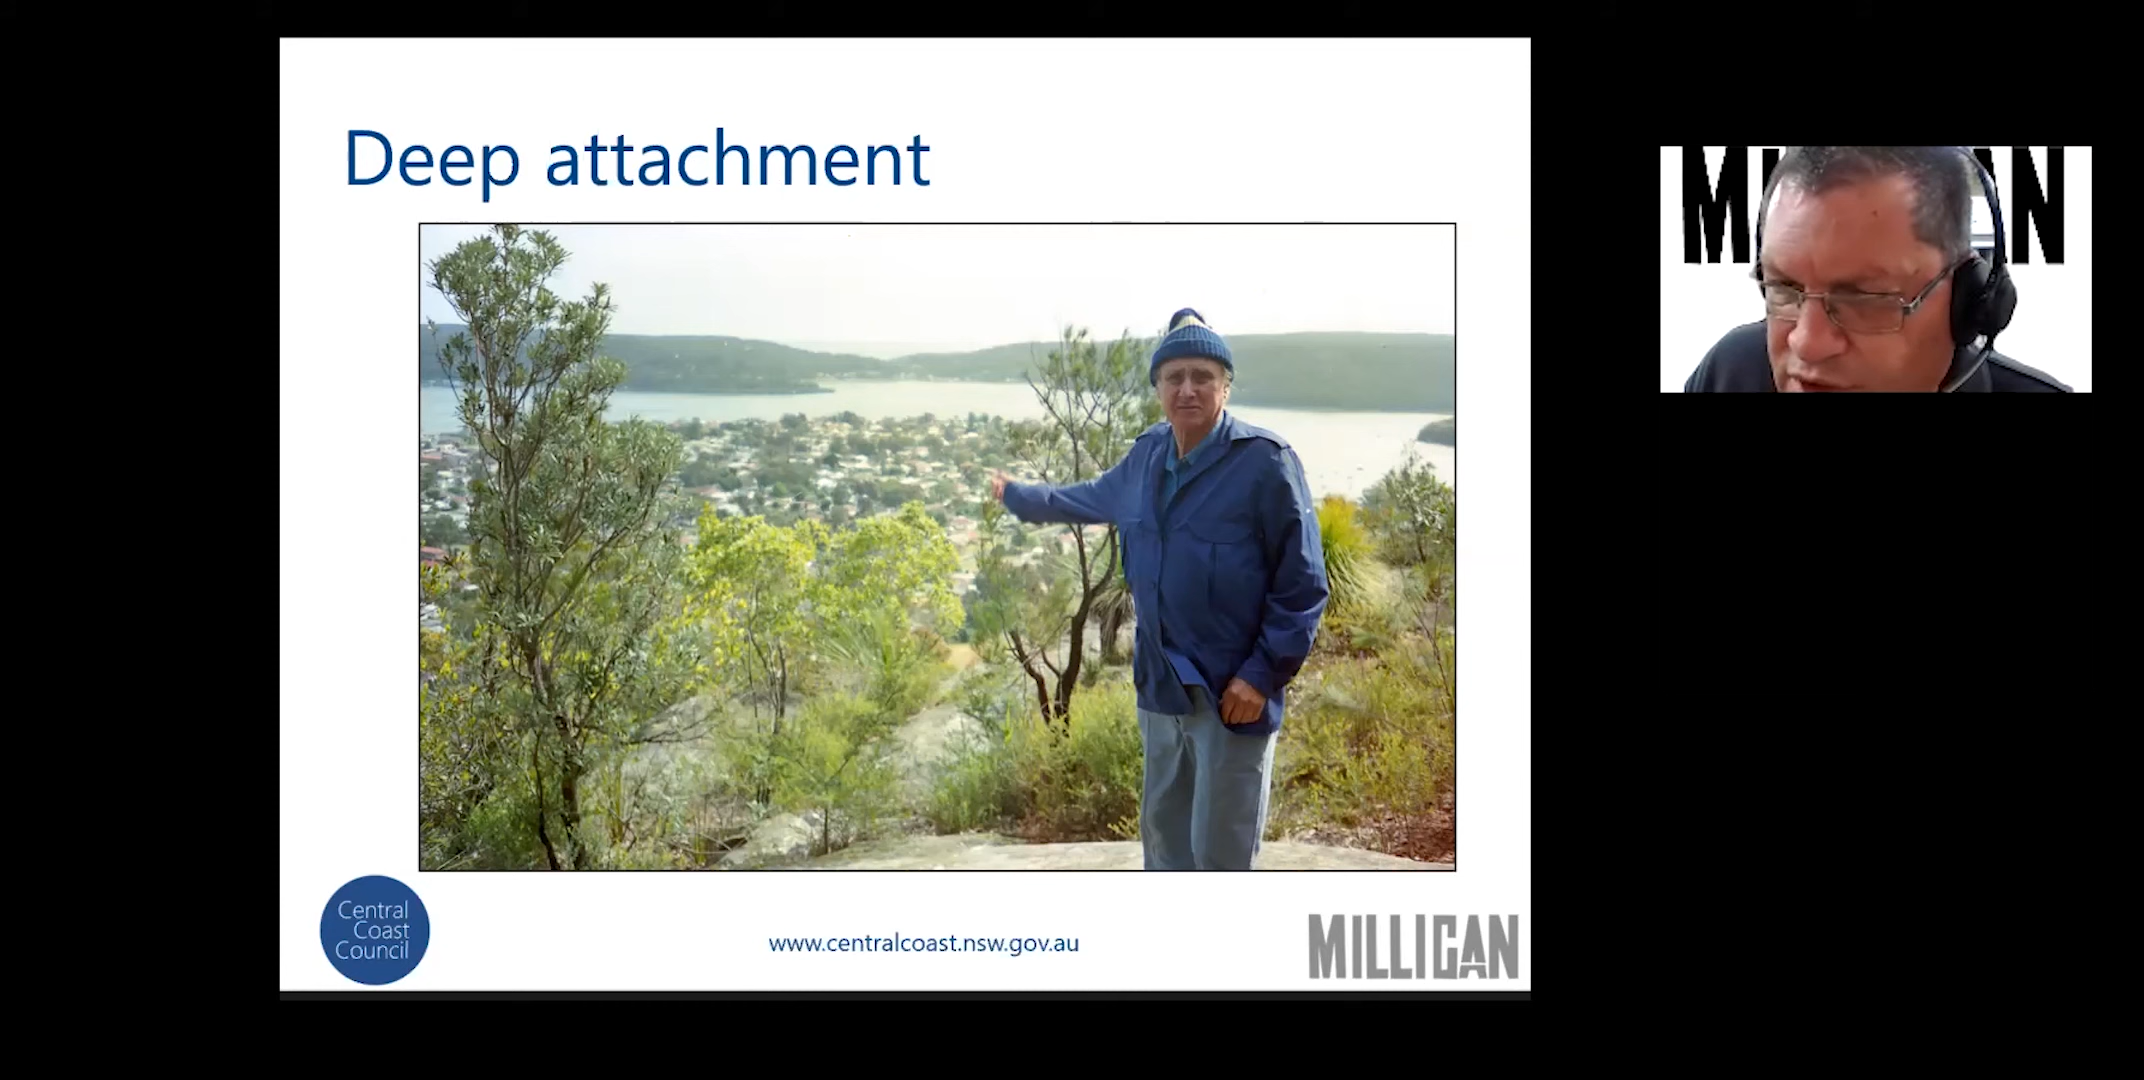 Deep attachment
Central
Coast
Council
www.centralcoast.nsw.gov.au
MILLIGAN